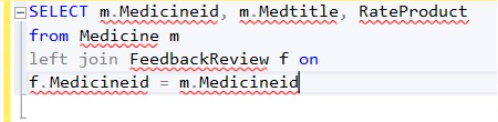 SELECT m.Medicineid, m.Medtitle, RateProduct
from Medicine m
left join FeedbackReview f on
f.Medicineid = m.Medicineid